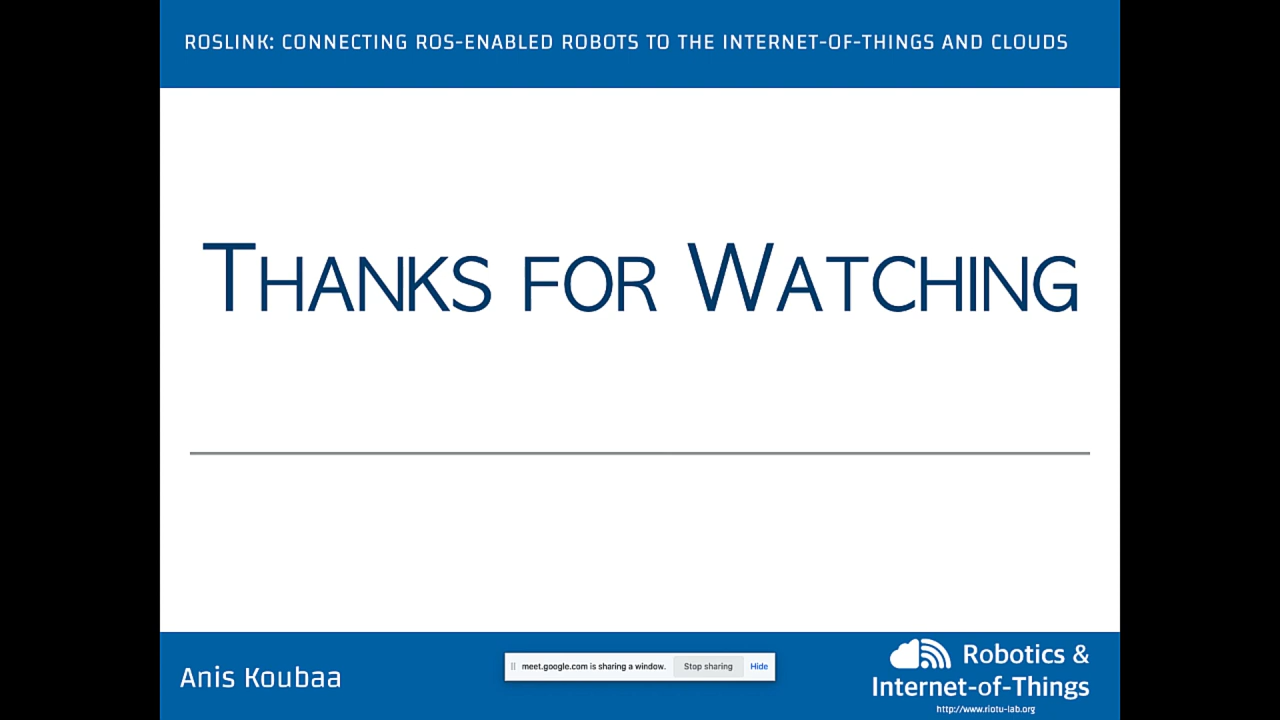 ROSLINK: CONNECTING ROS-ENABLED ROBOTS TO THE INTERNET-OF-THINGS AND CLOUDS
THANKS FOR WATCHING
Anis Koubaa
meet.google.com is sharing a window. Stop sharing Hide
Robotics &
Internet-of-Things
http://www.riotu-lab.org